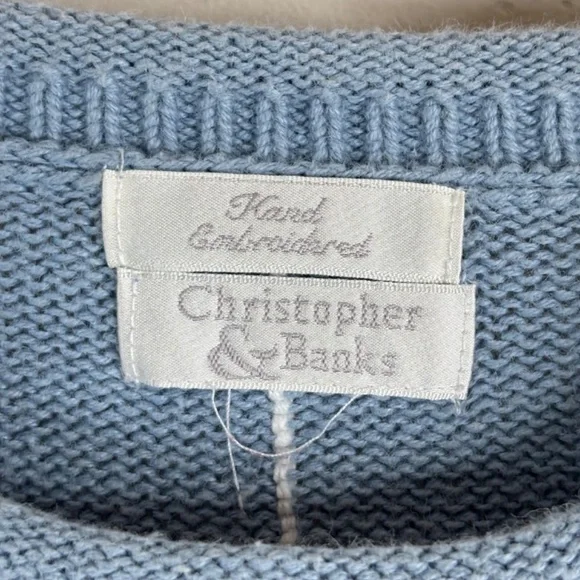 Hand
Embroidered
Christopher
& Banks